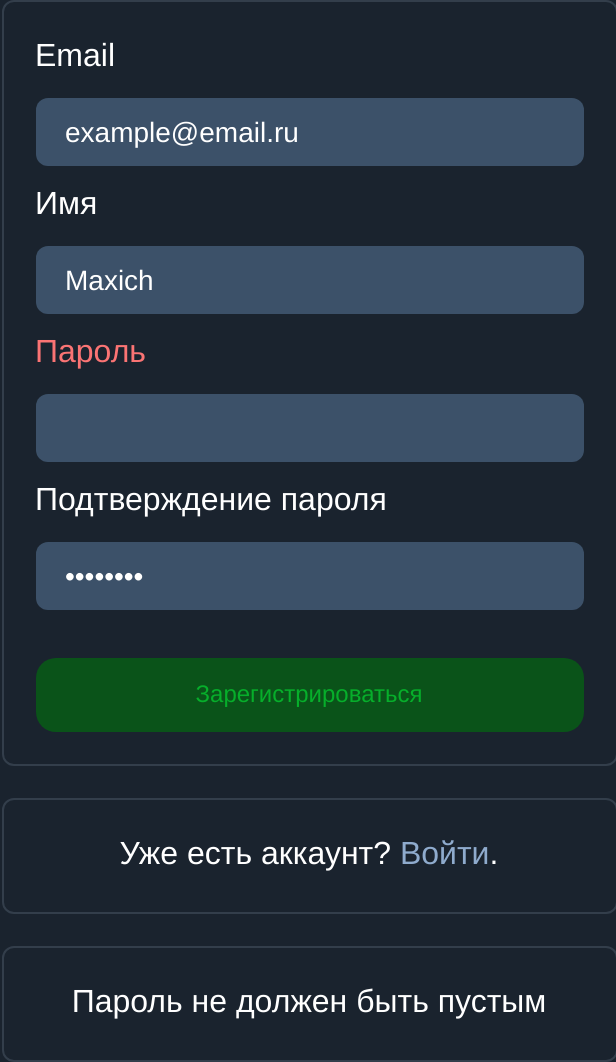 Email
example@email.ru
Имя
Maxich
Пароль
Подтверждение пароля
••••••••
Зарегистрироваться
Уже есть аккаунт? Войти.
Пароль не должен быть пустым